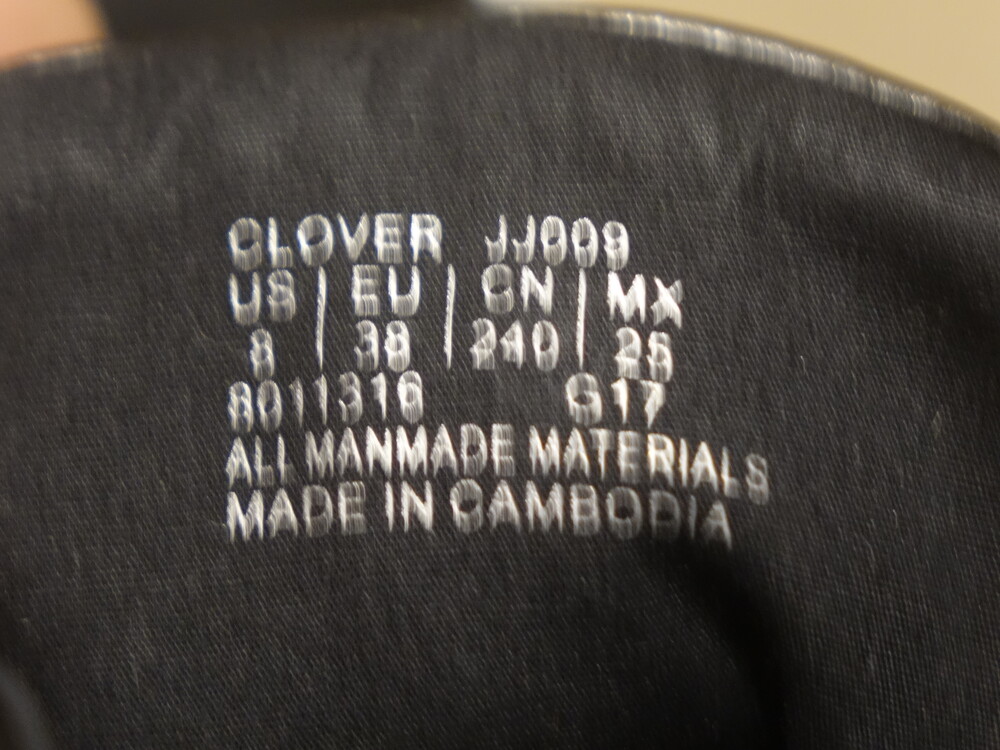 CLOVER JJ009
US | EU | CN | MX
8 | 38 | 240 | 25
8011316 G17
ALL MANMADE MATERIALS
MADE IN CAMBODIA